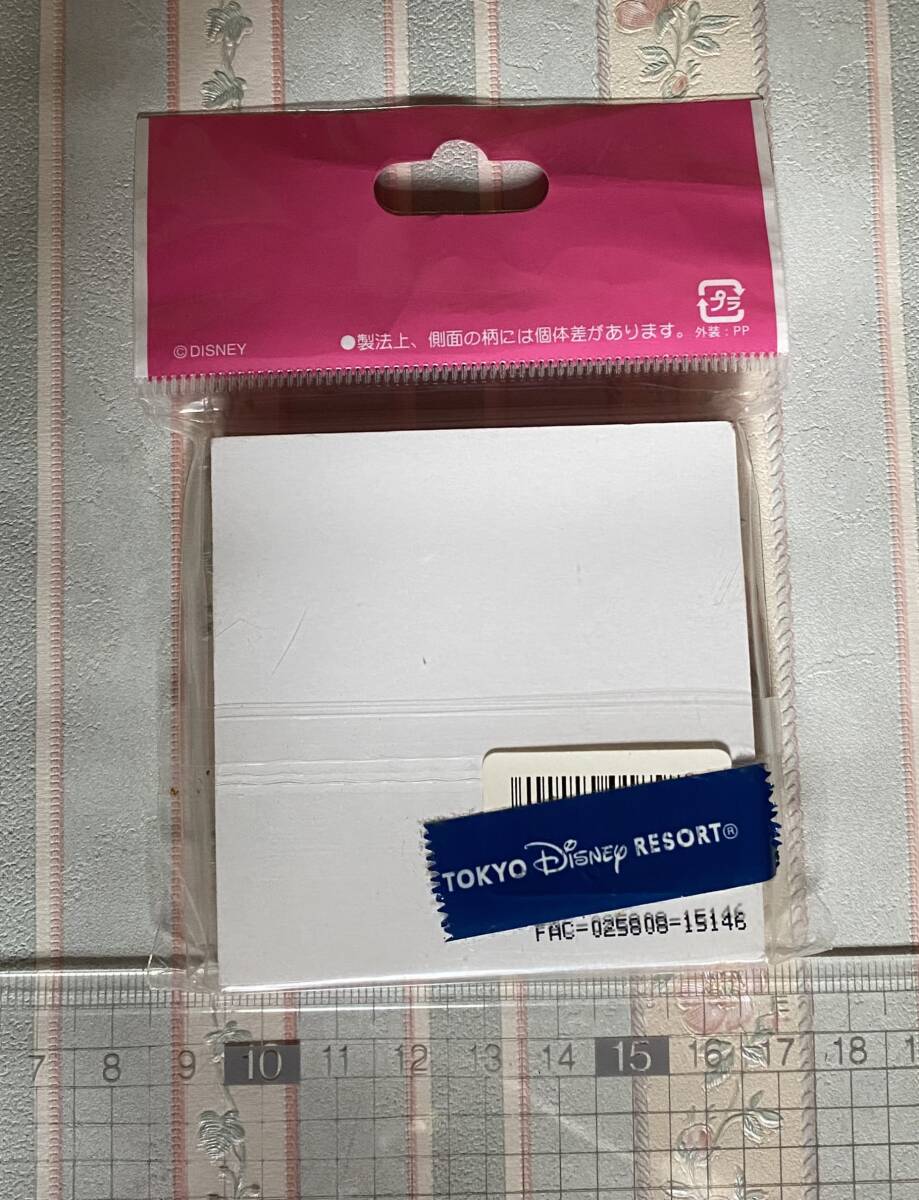 プラ
©DISNEY
●製法上、側面の柄には個体差があります。
外装：PP
TOKYO Disney RESORT®
FAC-025808-15146
7 8 9 10 11 12 13 14 15 16 17 18